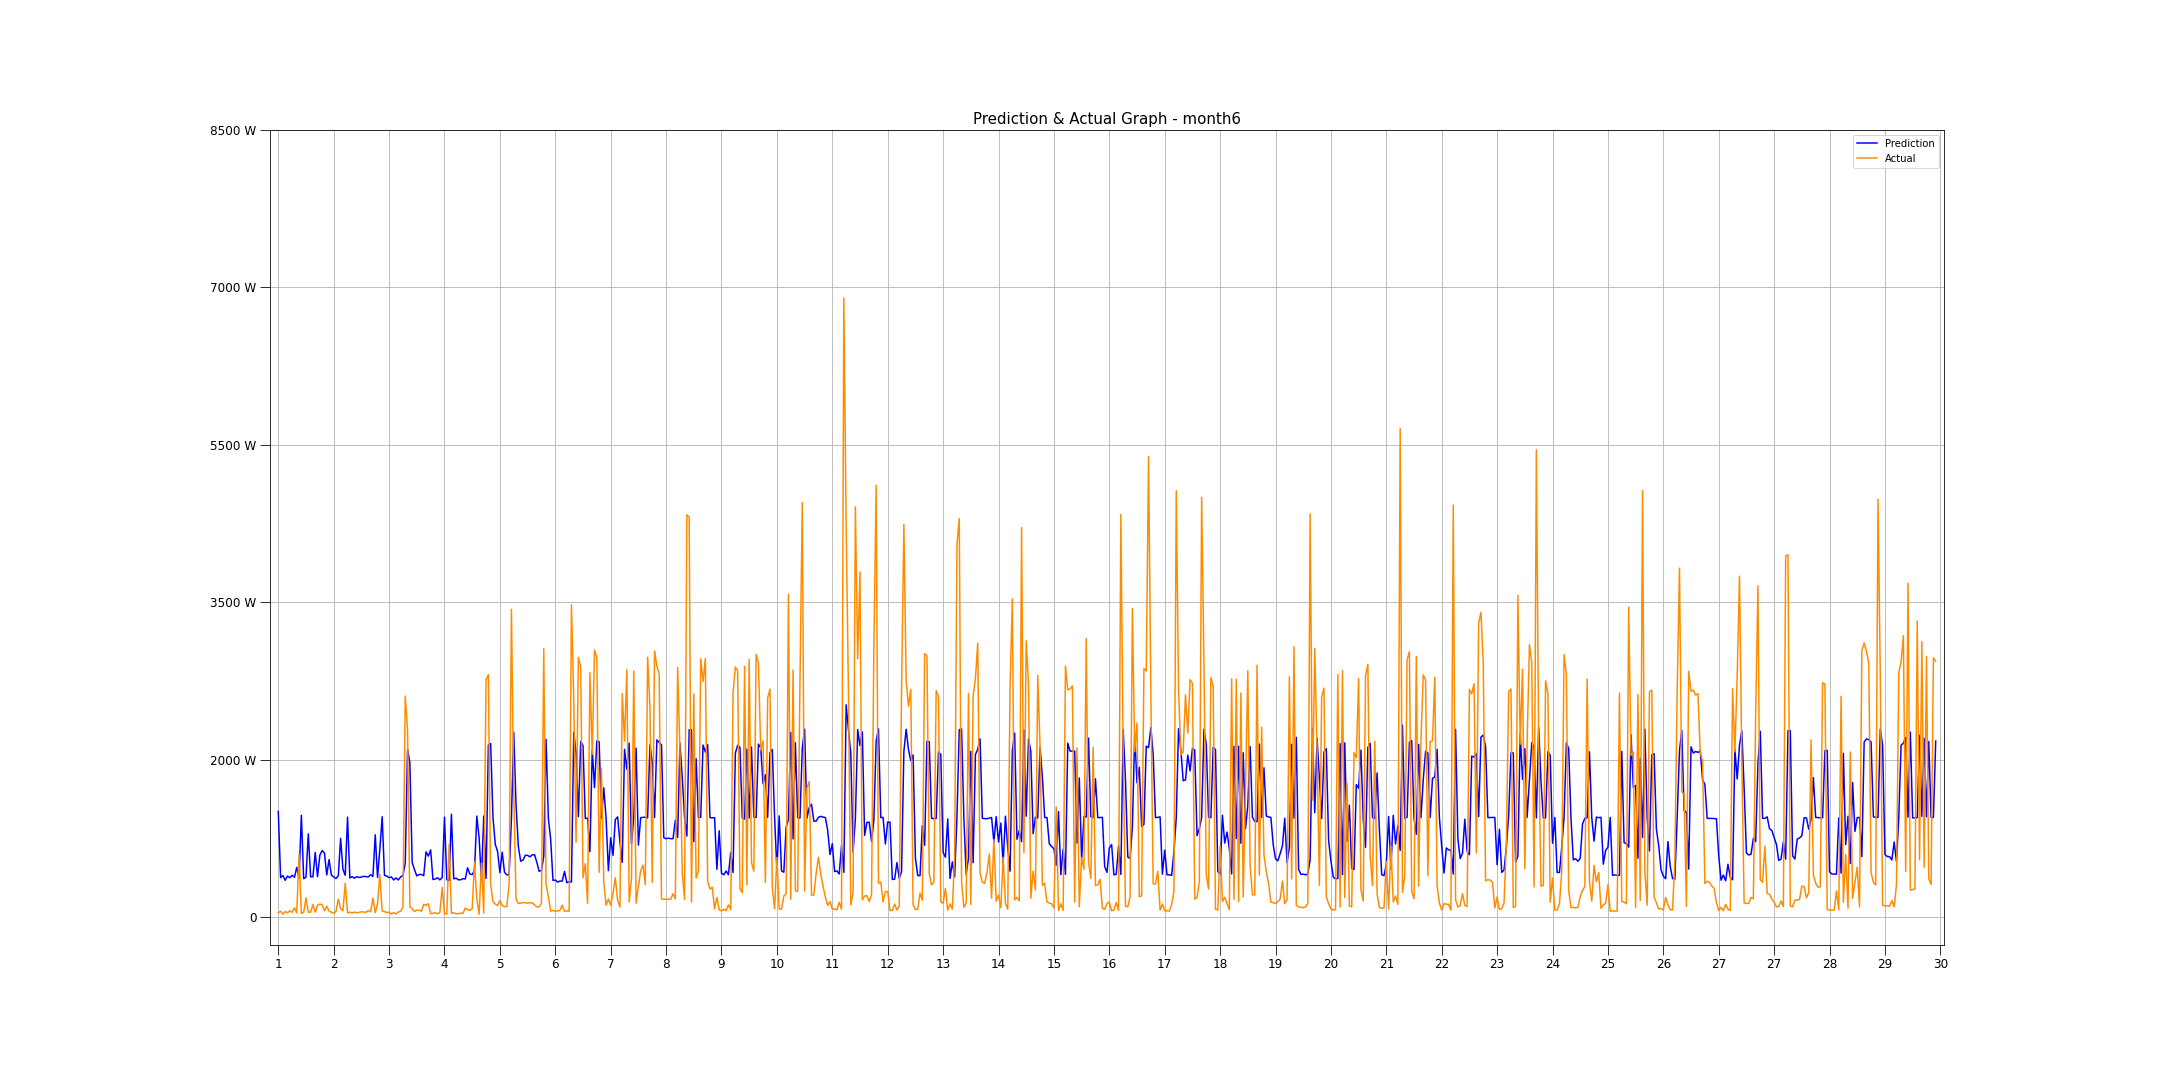 Prediction & Actual Graph - month6
8500 W
7000 W
5500 W
3500 W
2000 W
0
Prediction
Actual
1 2 3 4 5 6 7 8 9 10 11 12 13 14 15 16 17 18 19 20 21 22 23 24 25 26 27 27 28 29 30